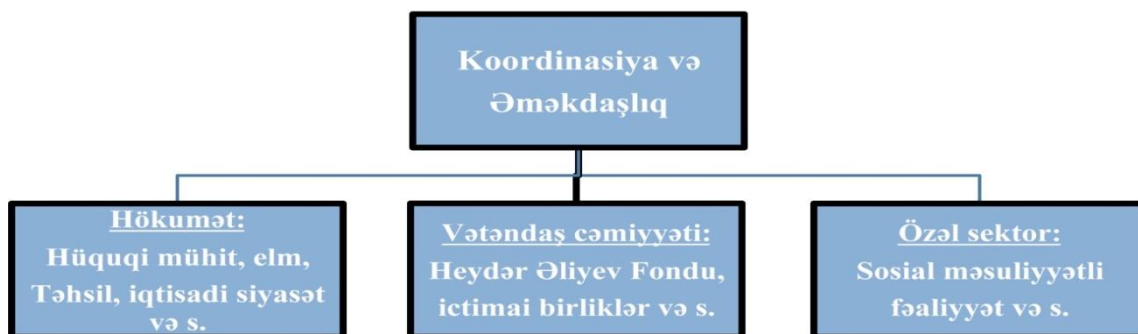 Koordinasiya və
Əməkdaşlıq
Hökumət:
Hüquqi mühit, elm,
Təhsil, iqtisadi siyasət
və s.
Vətəndaş cəmiyyəti:
Heydər Əliyev Fondu,
ictimai birliklər və s.
Özəl sektor:
Sosial məsuliyyətli
fəaliyyət və s.